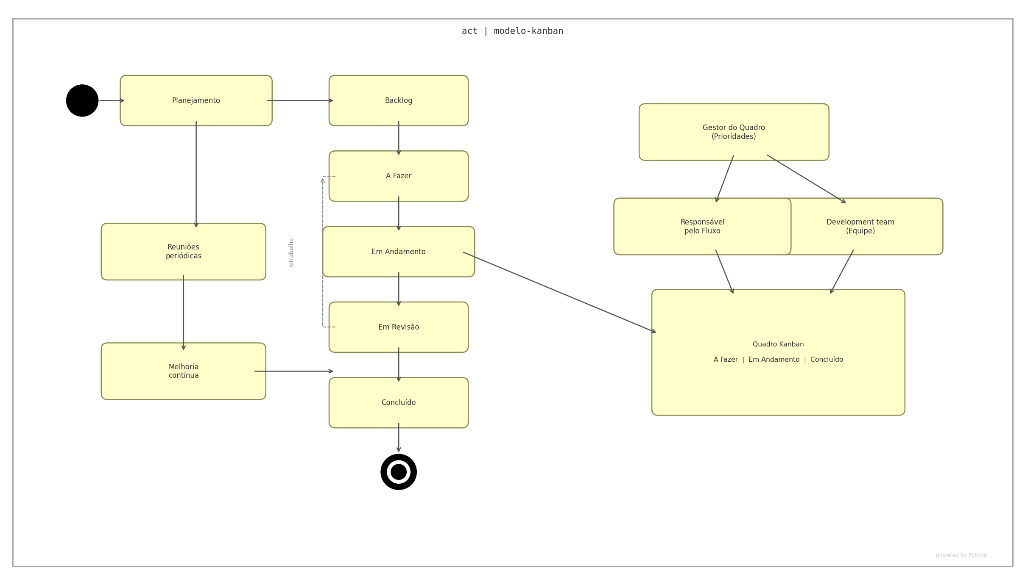 act | modelo-kanban
Planejamento
Backlog
A Fazer
Em Andamento
Em Revisão
Concluído
retrabalho
Reuniões
periódicas
Melhoria
contínua
Gestor do Quadro
(Prioridades)
Responsável
pelo Fluxo
Development team
(Equipe)
Quadro Kanban
A Fazer | Em Andamento | Concluído
powered by Python